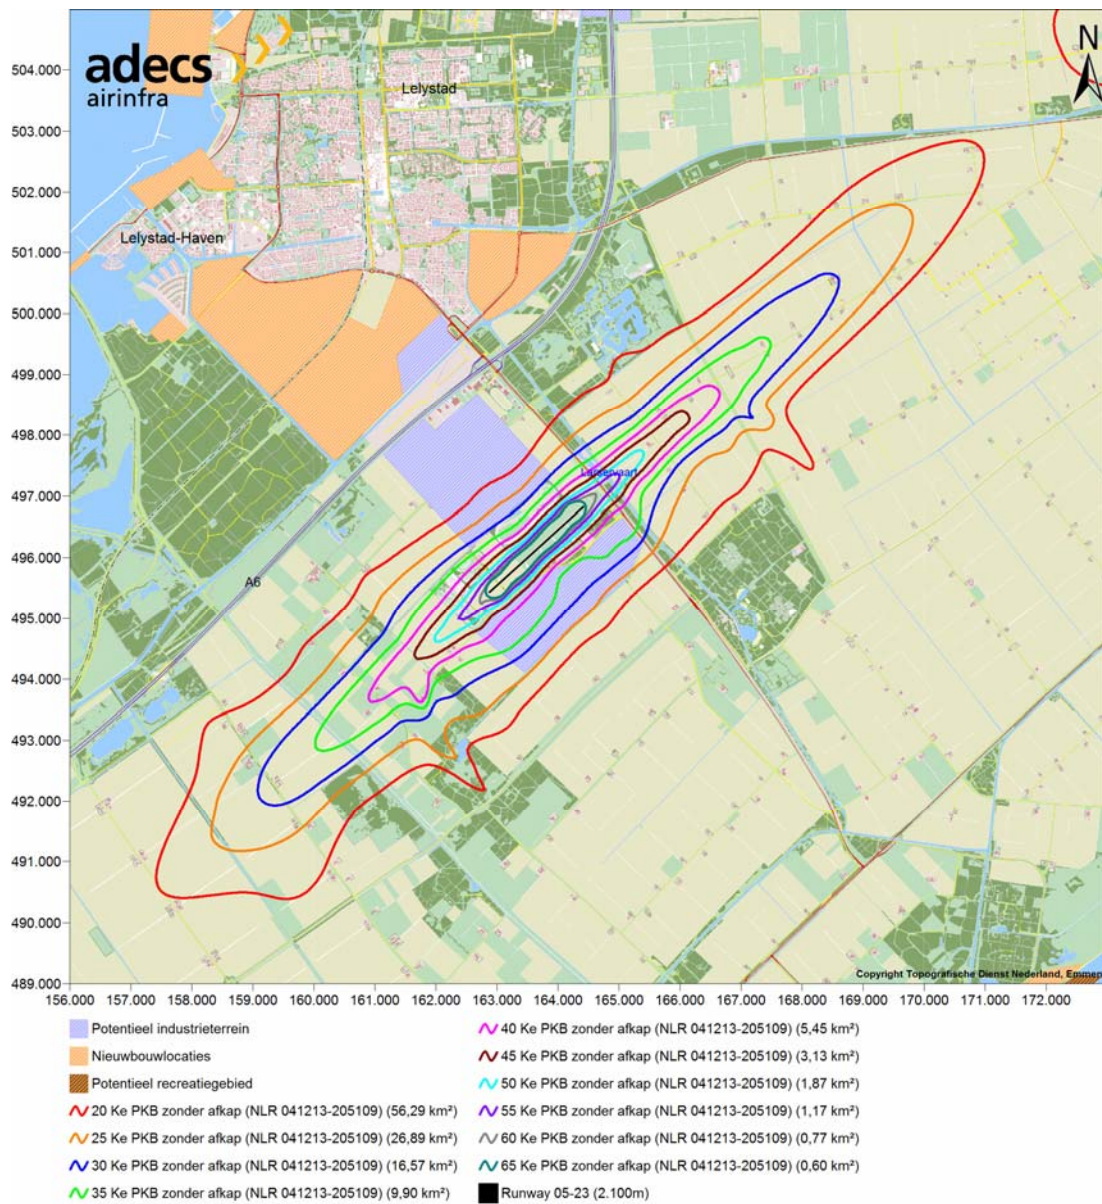 adecs
airinfra
N
Lelystad
Lelystad-Haven
A6
504.000
503.000
502.000
501.000
500.000
499.000
498.000
497.000
496.000
495.000
494.000
493.000
492.000
491.000
490.000
489.000
Larservaart
Copyright Topografische Dienst Nederland, Emmen
156.000 157.000 158.000 159.000 160.000 161.000 162.000 163.000 164.000 165.000 166.000 167.000 168.000 169.000 170.000 171.000 172.000
Potentieel industrieterrein
Nieuwbouwlocaties
Potentieel recreatiegebied
20 Ke PKB zonder afkap (NLR 041213-205109) (56,29 km²)
25 Ke PKB zonder afkap (NLR 041213-205109) (26,89 km²)
30 Ke PKB zonder afkap (NLR 041213-205109) (16,57 km²)
35 Ke PKB zonder afkap (NLR 041213-205109) (9,90 km²)
40 Ke PKB zonder afkap (NLR 041213-205109) (5,45 km²)
45 Ke PKB zonder afkap (NLR 041213-205109) (3,13 km²)
50 Ke PKB zonder afkap (NLR 041213-205109) (1,87 km²)
55 Ke PKB zonder afkap (NLR 041213-205109) (1,17 km²)
60 Ke PKB zonder afkap (NLR 041213-205109) (0,77 km²)
65 Ke PKB zonder afkap (NLR 041213-205109) (0,60 km²)
Runway 05-23 (2.100m)